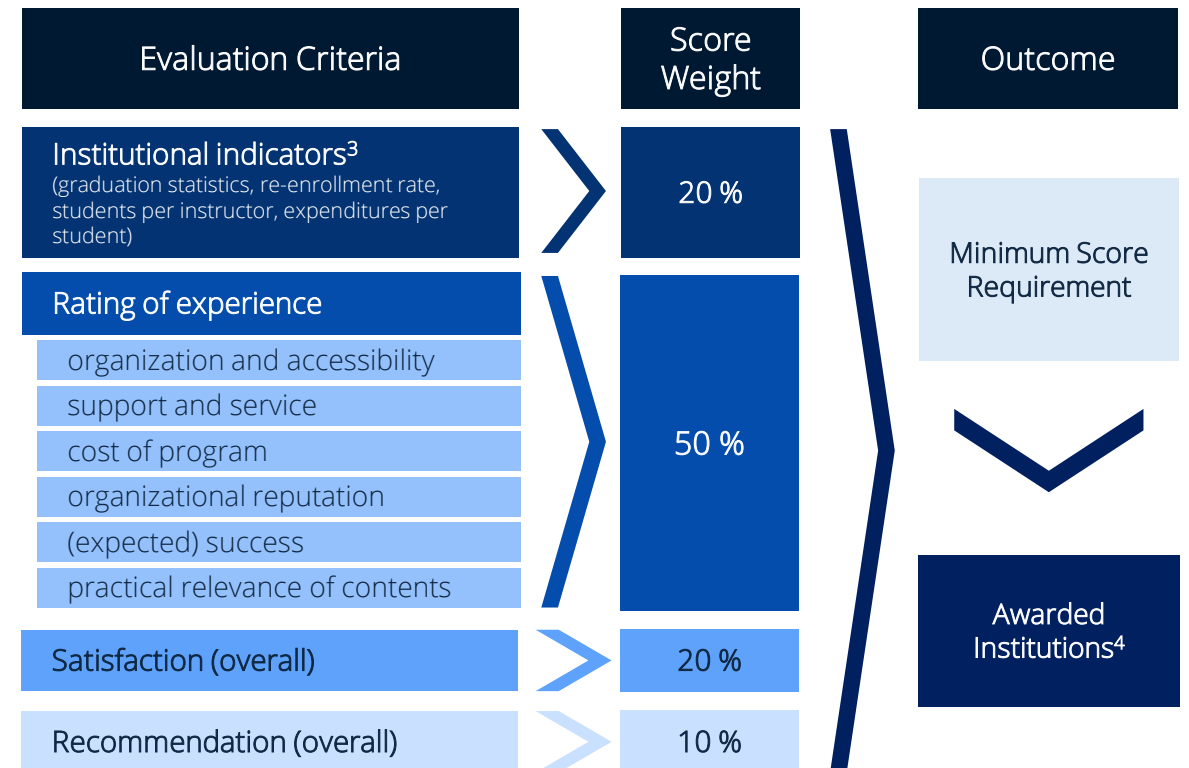 Evaluation Criteria
Score
Weight
Outcome
Institutional indicators³
(graduation statistics, re-enrollment rate,
students per instructor, expenditures per
student)
20 %
Rating of experience
organization and accessibility
support and service
cost of program
organizational reputation
(expected) success
practical relevance of contents
50 %
Satisfaction (overall)
20 %
Recommendation (overall)
10 %
Minimum Score
Requirement
Awarded
Institutions⁴